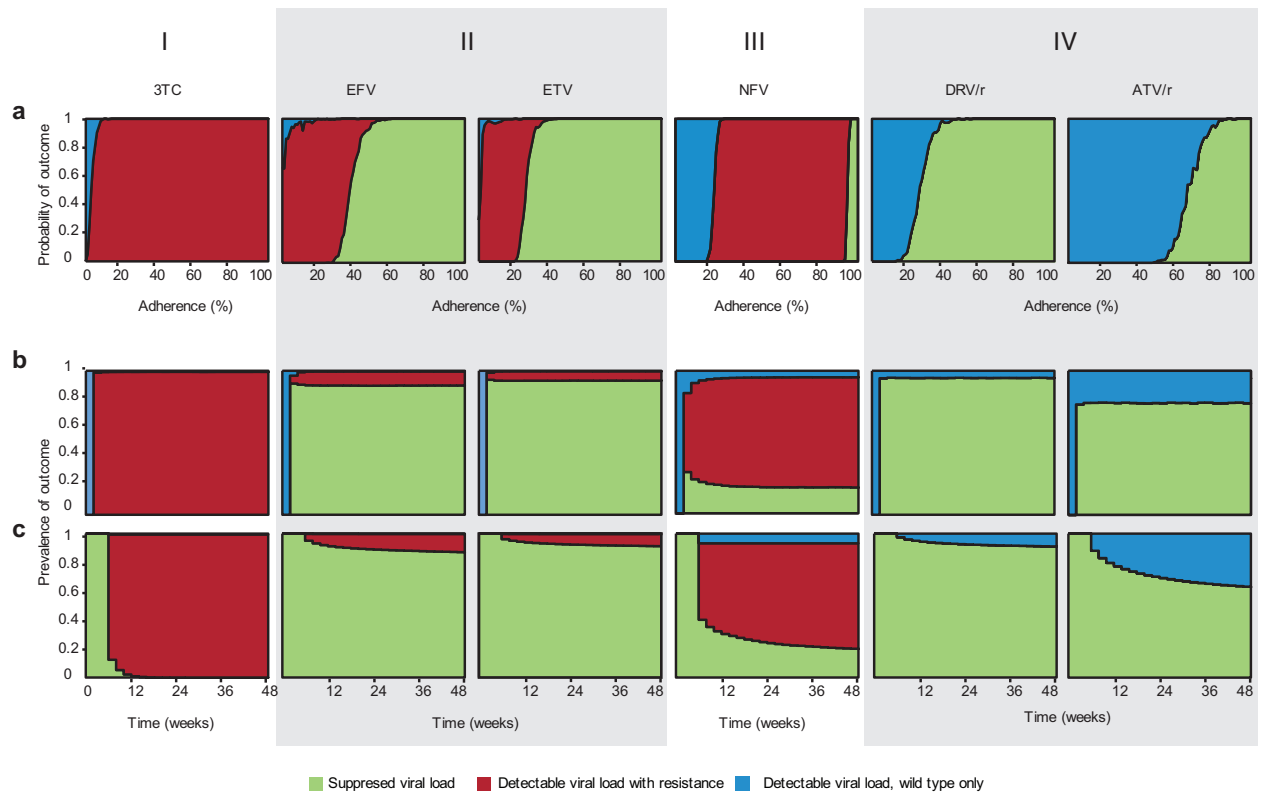 I II III IV
3TC EFV ETV NFV DRV/r ATV/r
a
Probability of outcome
1
0.8
0.6
0.4
0.2
0
0 20 40 60 80 100 20 40 60 80 100 20 40 60 80 100 20 40 60 80 100 20 40 60 80 100 20 40 60 80 100
Adherence (%) Adherence (%) Adherence (%) Adherence (%) Adherence (%)
b
Prevalence of outcome
1
0.8
0.6
0.4
0.2
0
c
1
0.8
0.6
0.4
0.2
0
0 12 24 36 48 12 24 36 48 12 24 36 48 12 24 36 48 12 24 36 48 12 24 36 48
Time (weeks) Time (weeks) Time (weeks) Time (weeks)
Suppresed viral load Detectable viral load with resistance Detectable viral load, wild type only